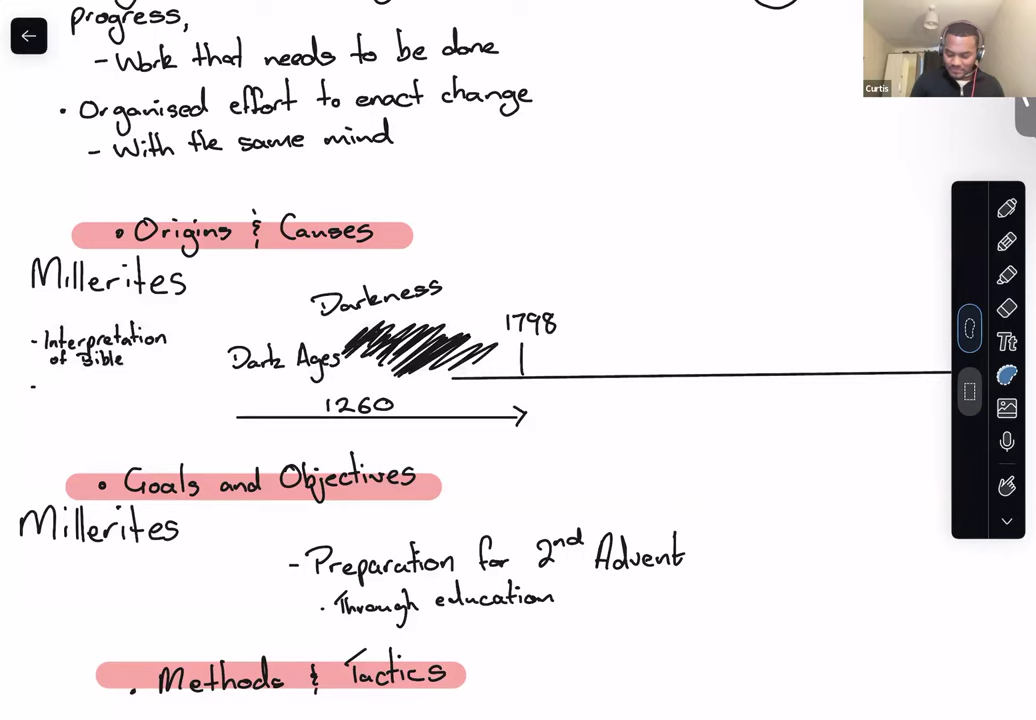 progress,
- Work that needs to be done
• Organised effort to enact change
- With the same mind
• Origins & Causes
Millerites
- Interpretation of Bible
-
Darkness
Dark Ages
1798
1260
• Goals and Objectives
Millerites
- Preparation for 2nd Advent
• Through education
• Methods & Tactics
Curtis
Tt